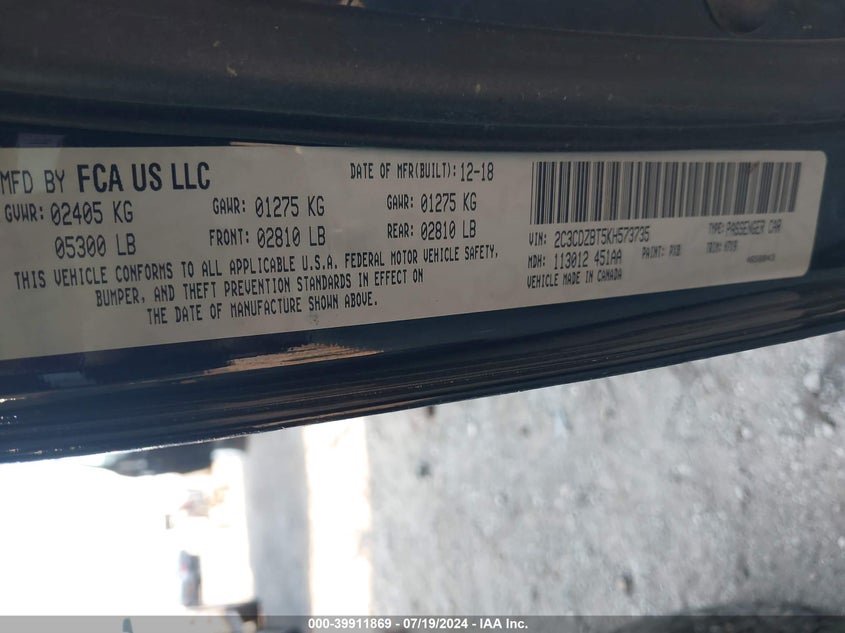 MFD BY FCA US LLC
DATE OF MFR(BUILT): 12-18
GVWR: 02405 KG
GAWR: 01275 KG
GAWR: 01275 KG
05300 LB
FRONT: 02810 LB
REAR: 02810 LB
THIS VEHICLE CONFORMS TO ALL APPLICABLE U.S.A. FEDERAL MOTOR VEHICLE SAFETY,
BUMPER, AND THEFT PREVENTION STANDARDS IN EFFECT ON
THE DATE OF MANUFACTURE SHOWN ABOVE.
VIN: 2C3CDZBT5KH573735
TYPE: PASSENGER CAR
MDH: 113012 451AA
PAINT: PXB
TRIM:
VEHICLE MADE IN CANADA
000-39911869 - 07/19/2024 - IAA Inc.